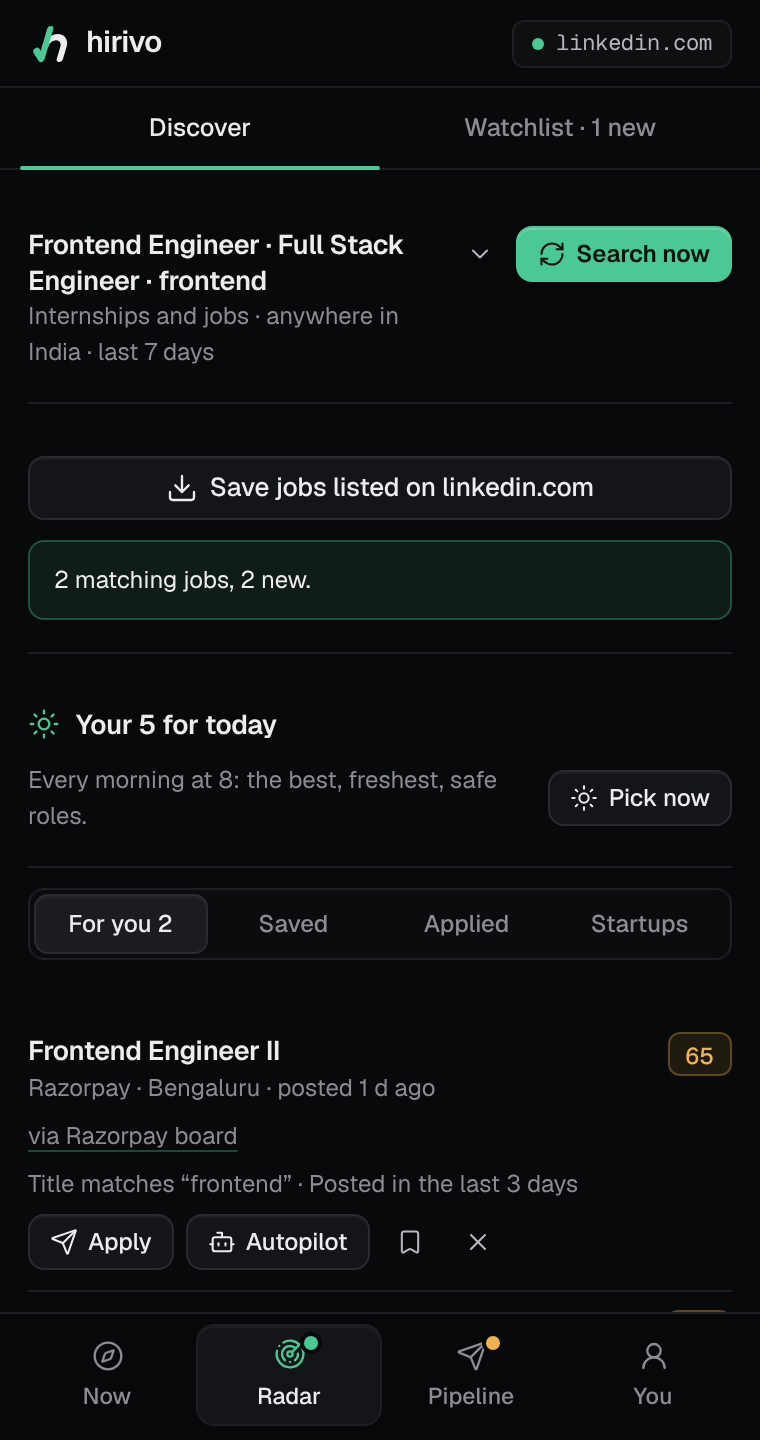 hirivo
linkedin.com
Discover
Watchlist · 1 new
Frontend Engineer · Full Stack
Engineer · frontend
Internships and jobs · anywhere in
India · last 7 days
Search now
Save jobs listed on linkedin.com
2 matching jobs, 2 new.
Your 5 for today
Every morning at 8: the best, freshest, safe
roles.
Pick now
For you 2
Saved
Applied
Startups
Frontend Engineer II
65
Razorpay · Bengaluru · posted 1 d ago
via Razorpay board
Title matches “frontend” · Posted in the last 3 days
Apply
Autopilot
Now
Radar
Pipeline
You